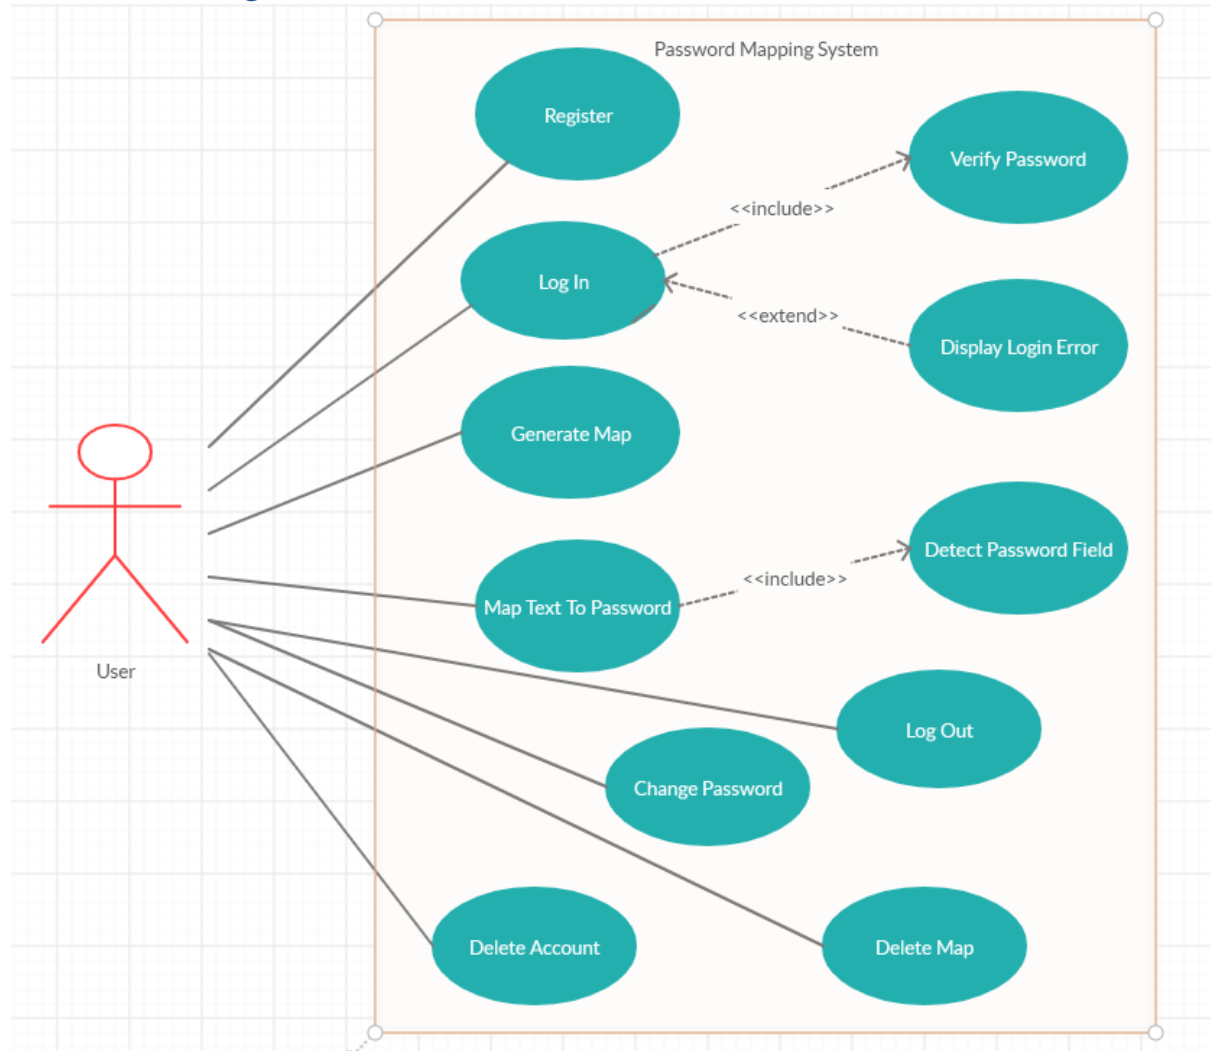 Password Mapping System
Register
Verify Password
<<include>>
Log In
<<extend>>
Display Login Error
Generate Map
Detect Password Field
<<include>>
Map Text To Password
User
Log Out
Change Password
Delete Account
Delete Map